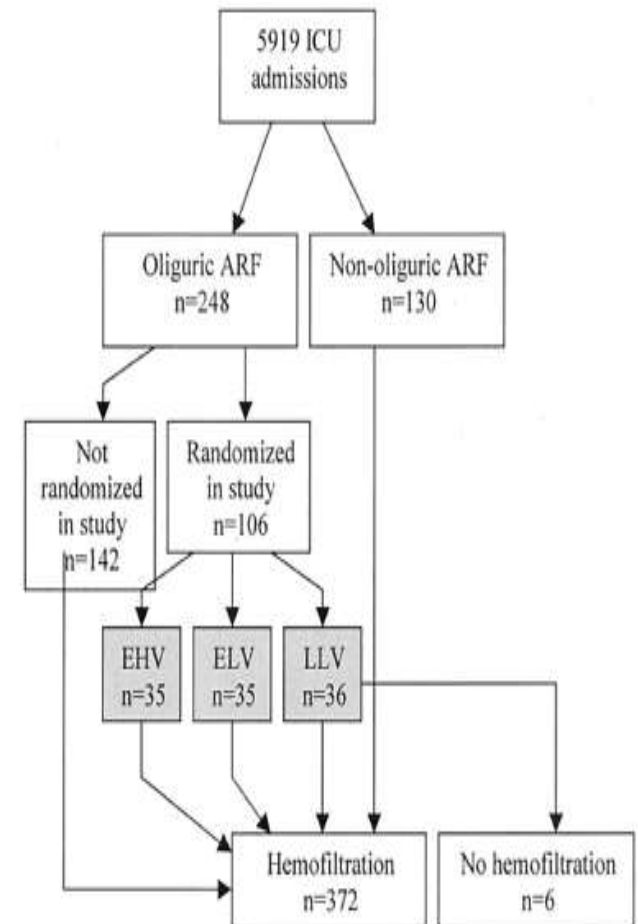 5919 ICU
admissions
Oliguric ARF
n=248
Non-oliguric ARF
n=130
Not
randomized
in study
n=142
Randomized
in study
n=106
EHV
n=35
ELV
n=35
LLV
n=36
Hemofiltration
n=372
No hemofiltration
n=6